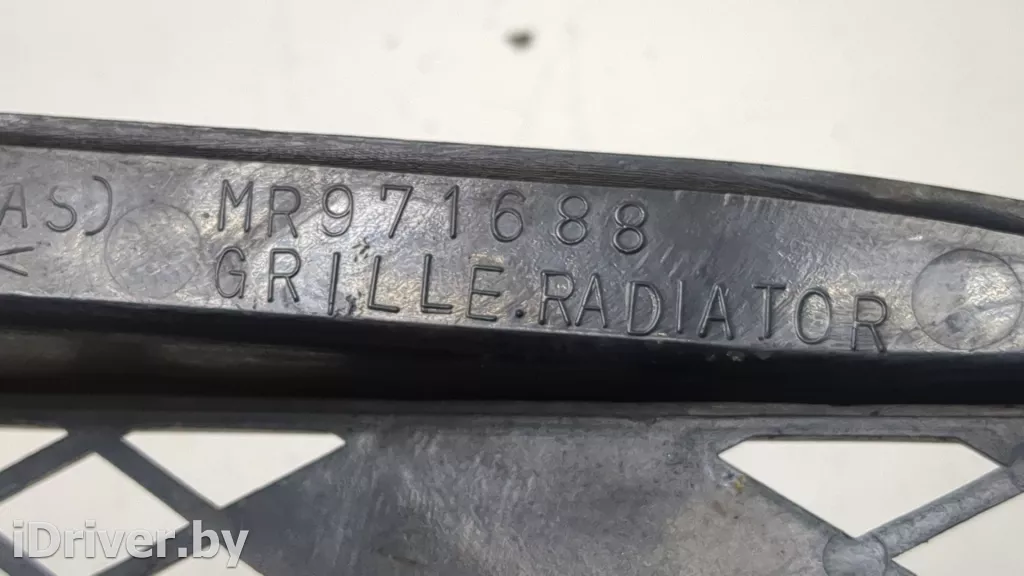 AS) MR971688
< GRILLE.RADIATOR
iDriver.by